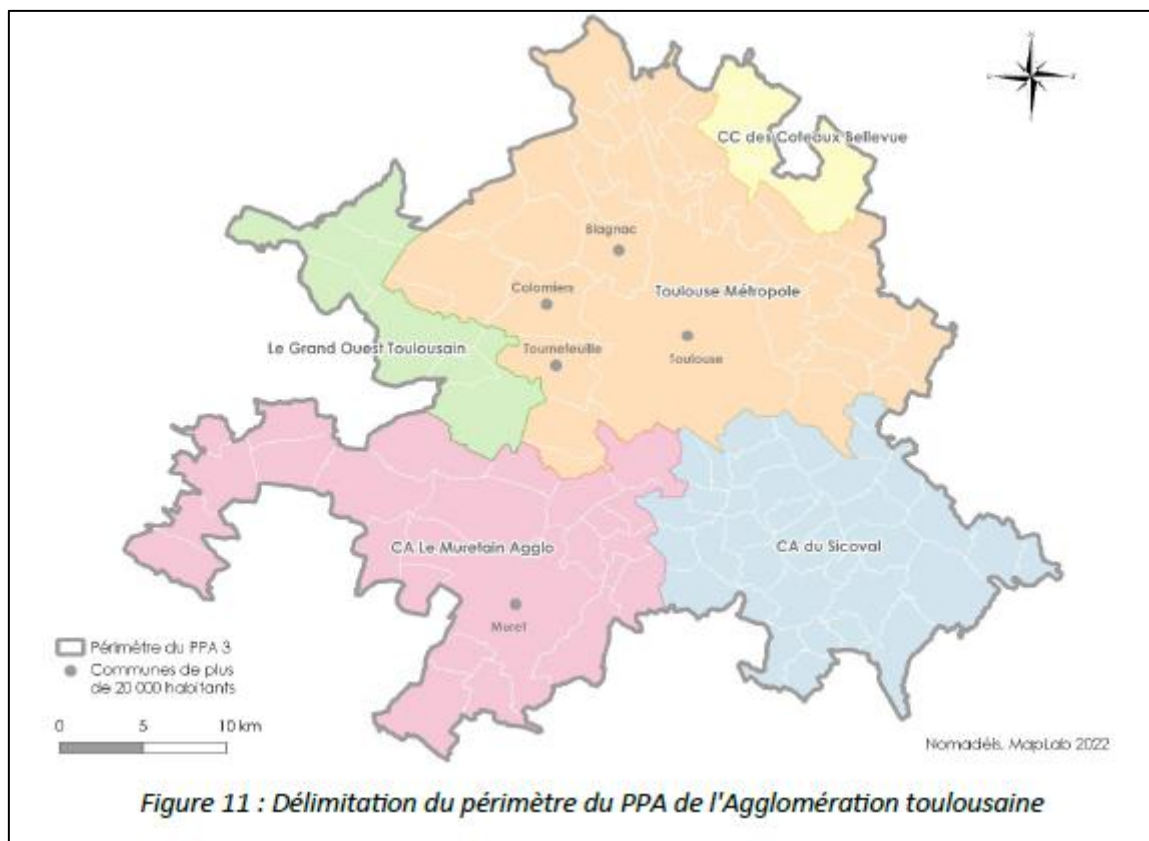 CC des Coteaux Bellevue
Blagnac
Colomiers
Toulouse Métropole
Le Grand Ouest Toulousain
Tournefeuille
Toulouse
CA Le Muretain Agglo
CA du Sicoval
Muret
Périmètre du PPA 3
Communes de plus
de 20 000 habitants
0 5 10 km
Nomadéis, MapLab 2022
Figure 11 : Délimitation du périmètre du PPA de l'Agglomération toulousaine